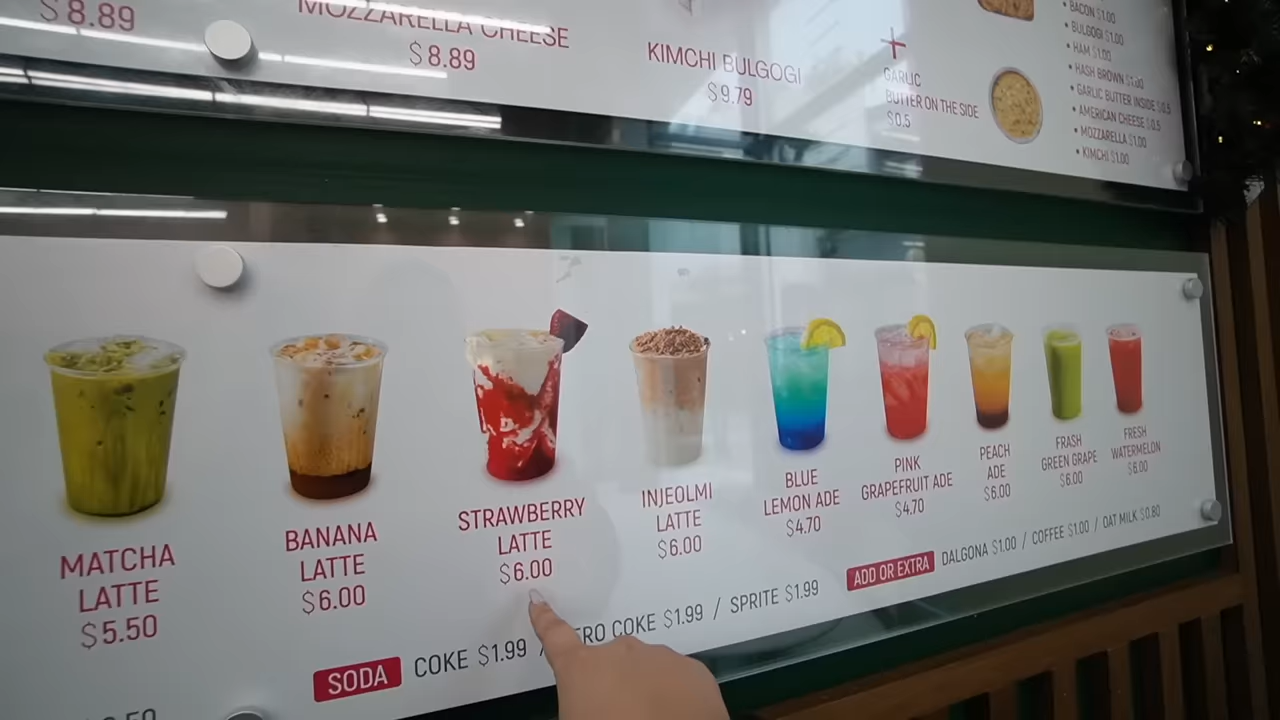 $8.89
MOZZARELLA CHEESE
$8.89
KIMCHI BULGOGI
$9.79
+
GARLIC
BUTTER ON THE SIDE
$0.5
• BACON $1.00
• BULGOGI $1.00
• HAM $1.00
• HASH BROWN $1.00
• GARLIC BUTTER INSIDE $0.5
• AMERICAN CHEESE $0.5
• MOZZARELLA $1.00
• KIMCHI $1.00
MATCHA
LATTE
$5.50
BANANA
LATTE
$6.00
STRAWBERRY
LATTE
$6.00
INJEOLMI
LATTE
$6.00
BLUE
LEMON ADE
$4.70
PINK
GRAPEFRUIT ADE
$4.70
PEACH
ADE
$6.00
FRASH
GREEN GRAPE
$6.00
FRESH
WATERMELON
$6.00
SODA COKE $1.99 / ERO COKE $1.99 / SPRITE $1.99
ADD OR EXTRA DALGONA $1.00 / COFFEE $1.00 / OAT MILK $0.80